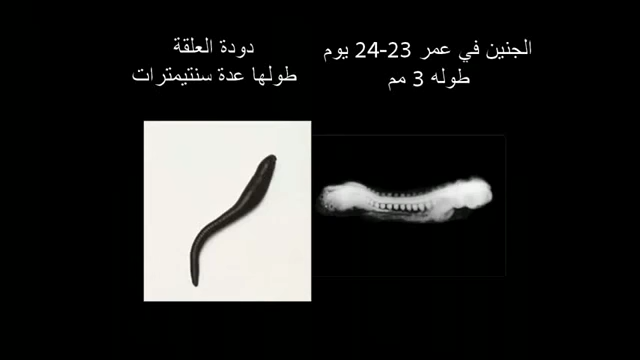 الجنين في عمر 23-24 يوم
طوله 3 مم
دودة العلقة
طولها عدة سنتيمترات